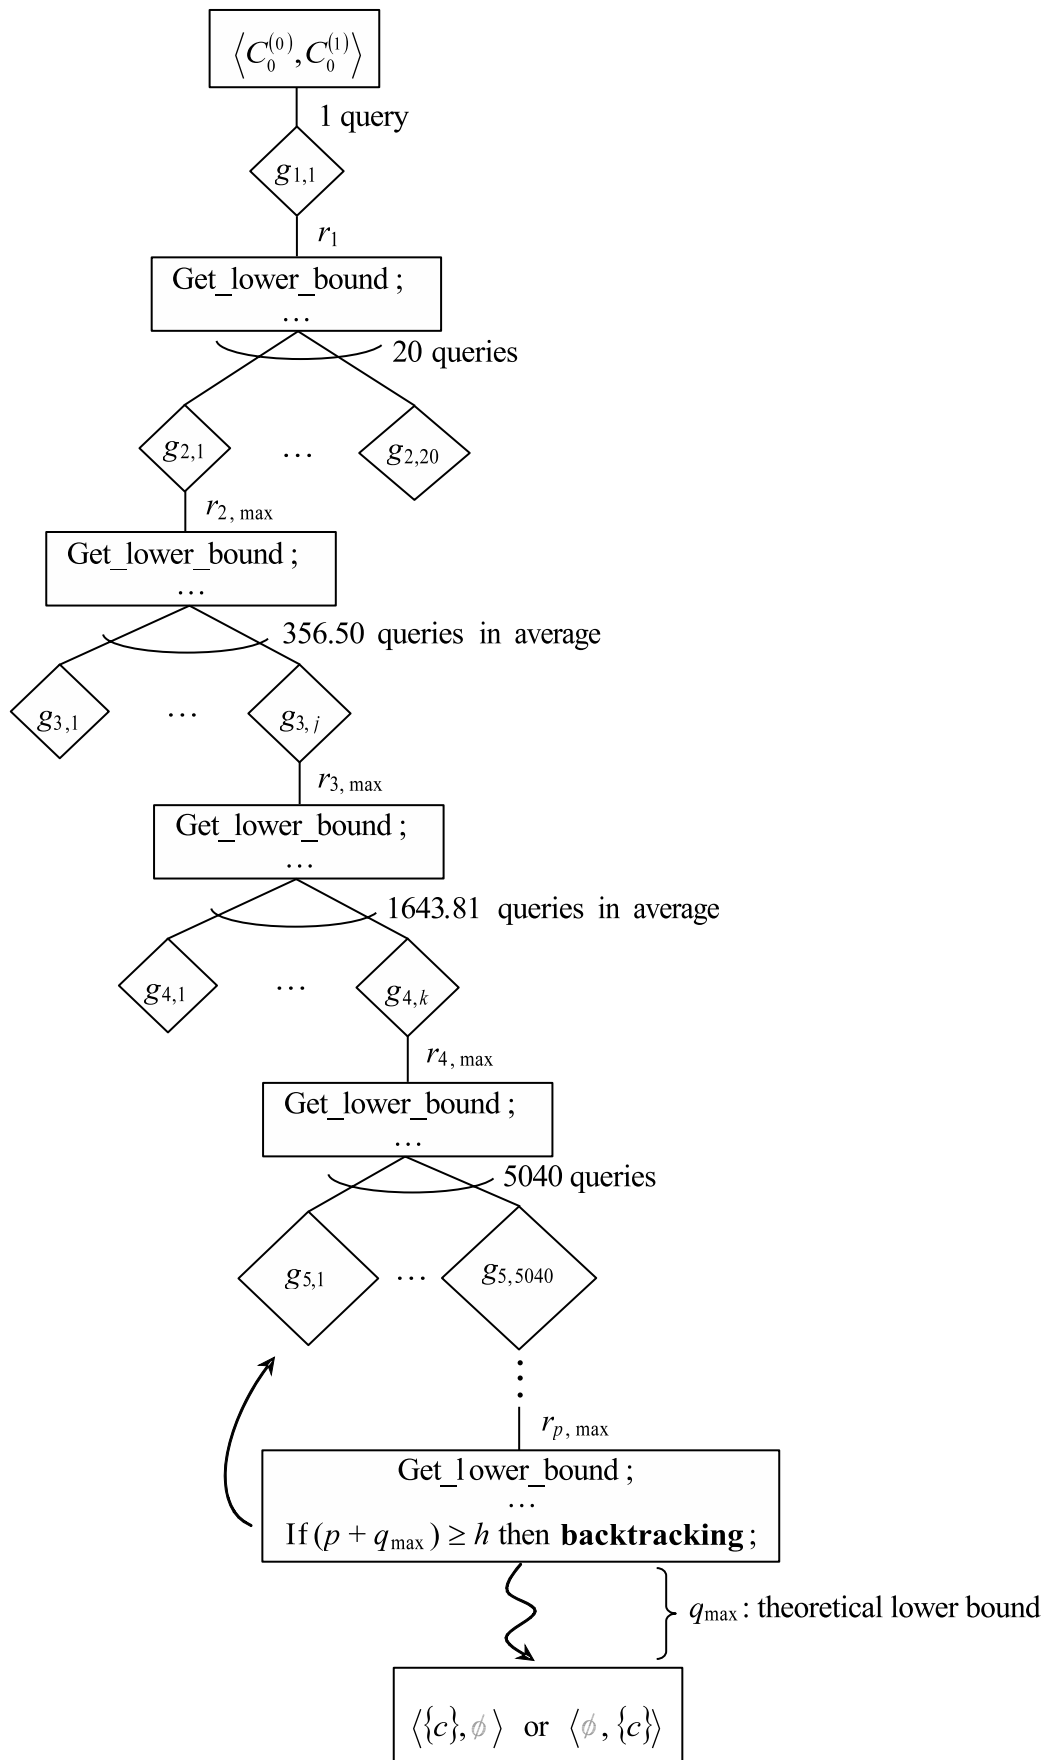 ⟨C₀⁽⁰⁾, C₀⁽¹⁾⟩
1 query
g1,1
r1
Get_lower_bound ;
…
20 queries
g2,1 … g2,20
r2, max
Get_lower_bound ;
…
356.50 queries in average
g3,1 … g3, j
r3, max
Get_lower_bound ;
…
1643.81 queries in average
g4,1 … g4,k
r4, max
Get_lower_bound ;
…
5040 queries
g5,1 … g5,5040
⋮
rp, max
Get_lower_bound ;
…
If (p + qmax) ≥ h then backtracking ;
qmax : theoretical lower bound
⟨{c}, ϕ⟩ or ⟨ϕ, {c}⟩